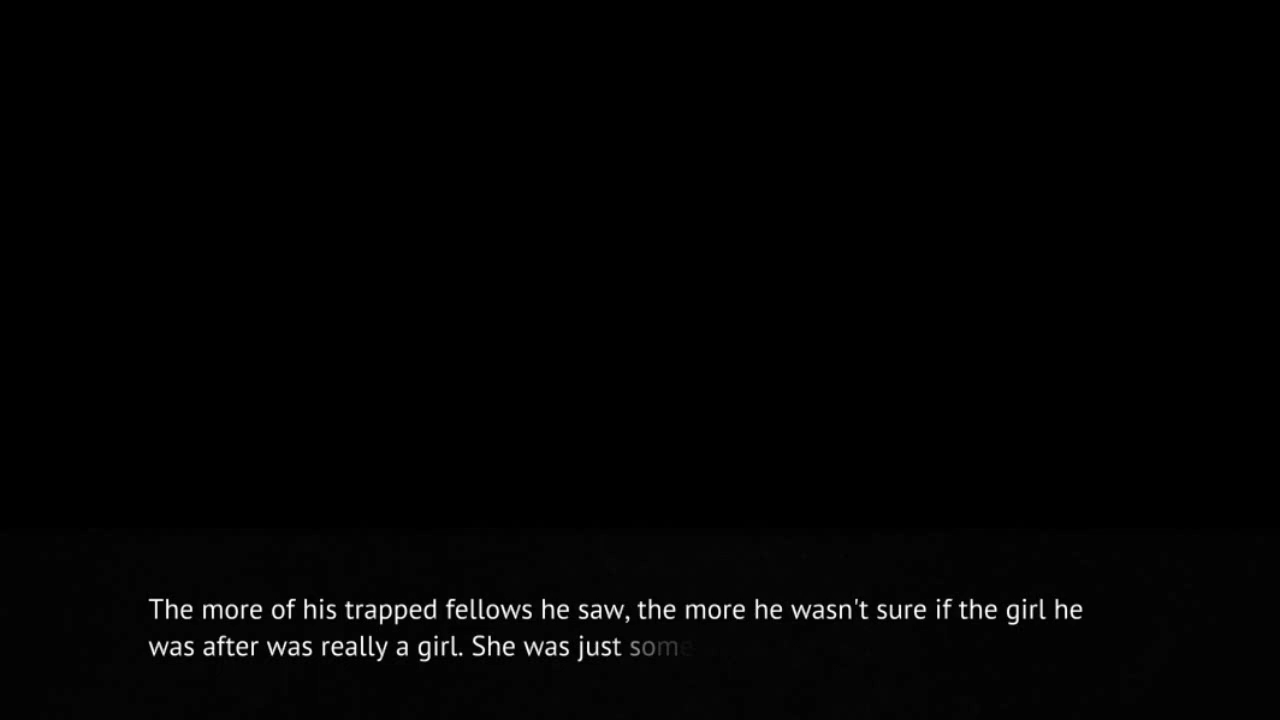 The more of his trapped fellows he saw, the more he wasn't sure if the girl he
was after was really a girl. She was just some